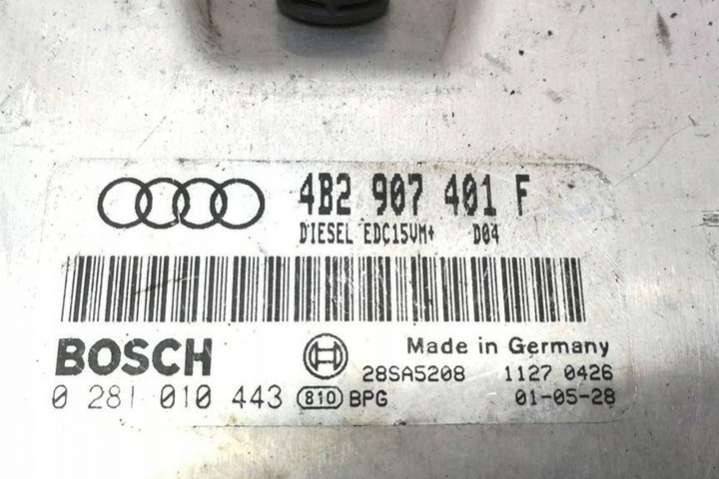 4B2 907 401 F
DIESEL EDC15VM+ D04
BOSCH
Made in Germany
28SA5208 1127 0426
0 281 010 443 810 BPG 01-05-28